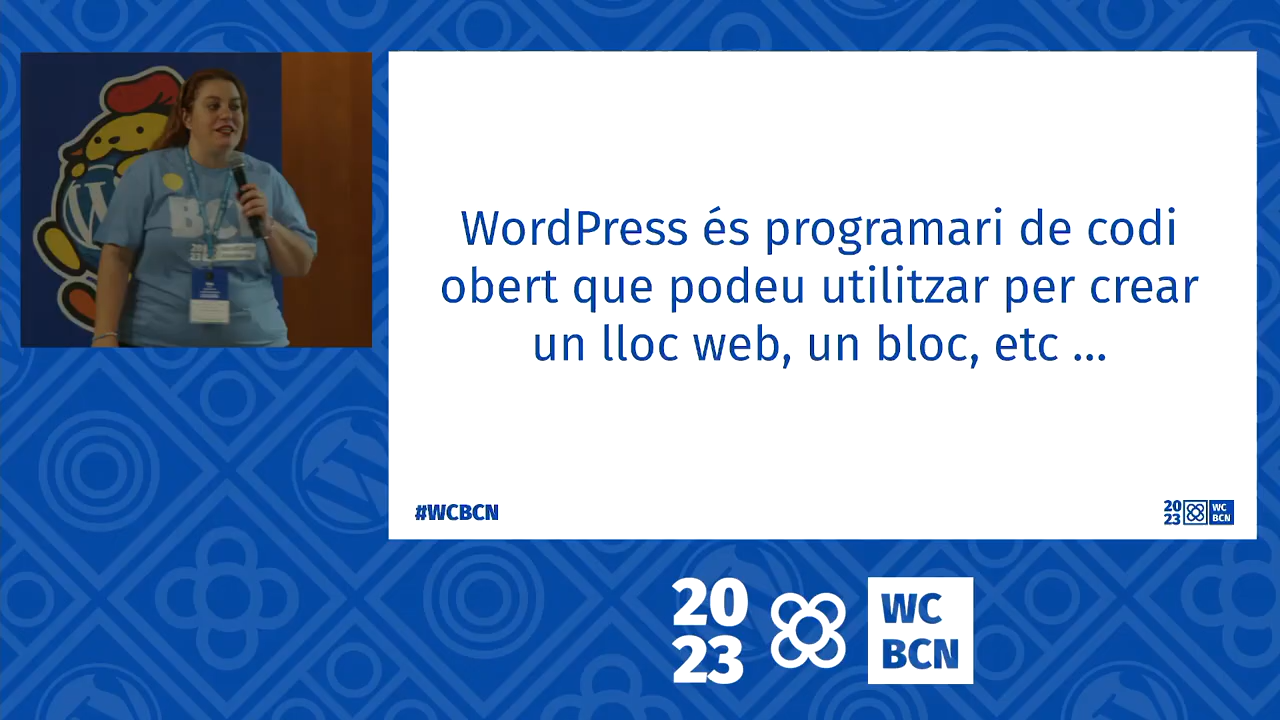 WordPress és programari de codi
obert que podeu utilitzar per crear
un lloc web, un bloc, etc ...
#WCBCN
20
23
WC
BCN
20
23
WC
BCN